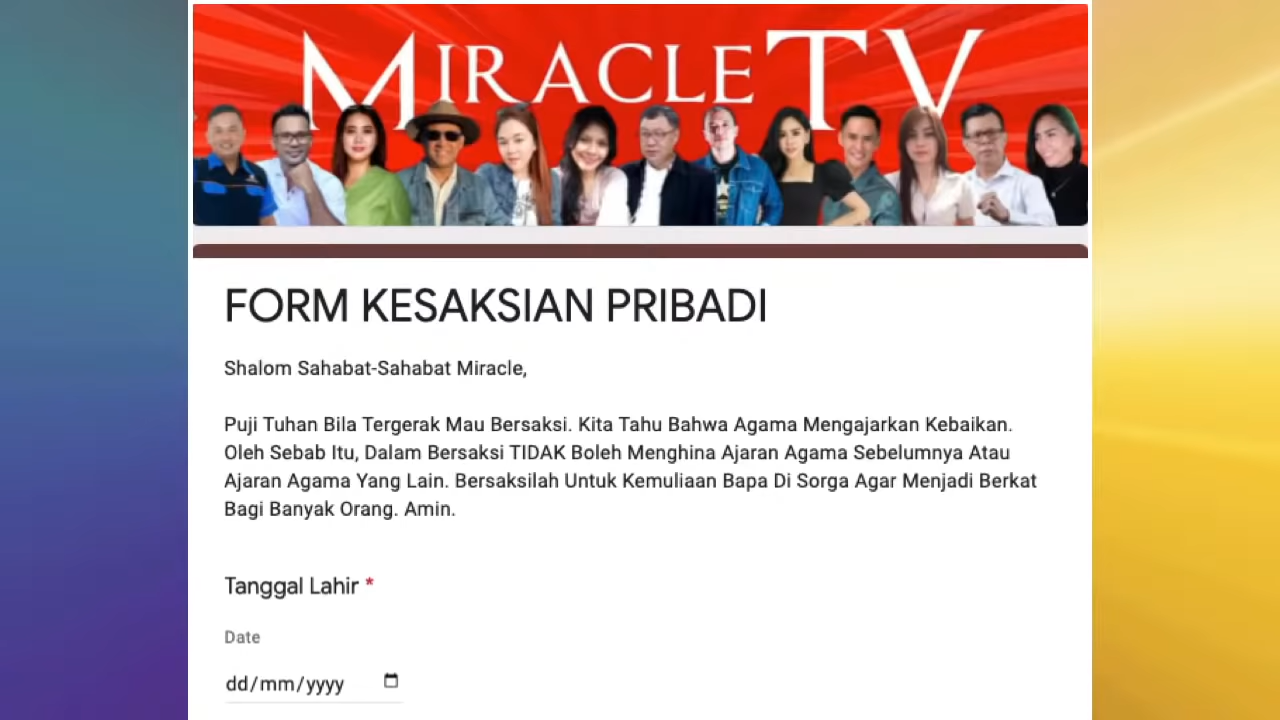 MIRACLE TV
FORM KESAKSIAN PRIBADI
Shalom Sahabat-Sahabat Miracle,
Puji Tuhan Bila Tergerak Mau Bersaksi. Kita Tahu Bahwa Agama Mengajarkan Kebaikan.
Oleh Sebab Itu, Dalam Bersaksi TIDAK Boleh Menghina Ajaran Agama Sebelumnya Atau
Ajaran Agama Yang Lain. Bersaksilah Untuk Kemuliaan Bapa Di Sorga Agar Menjadi Berkat
Bagi Banyak Orang. Amin.
Tanggal Lahir *
Date
dd/mm/yyyy